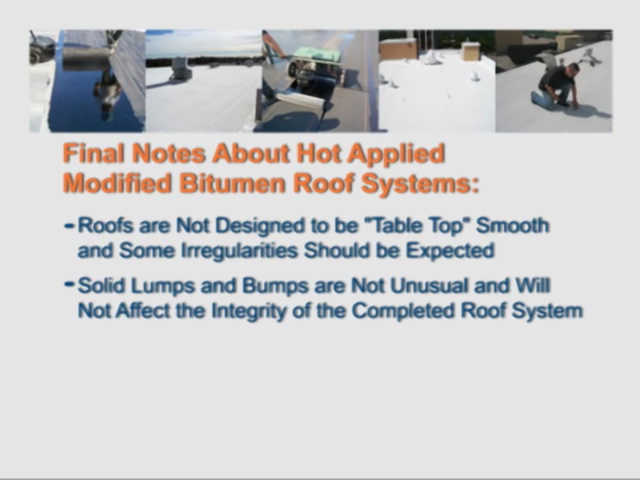 Final Notes About Hot Applied
Modified Bitumen Roof Systems:
-Roofs are Not Designed to be "Table Top" Smooth
and Some Irregularities Should be Expected
-Solid Lumps and Bumps are Not Unusual and Will
Not Affect the Integrity of the Completed Roof System